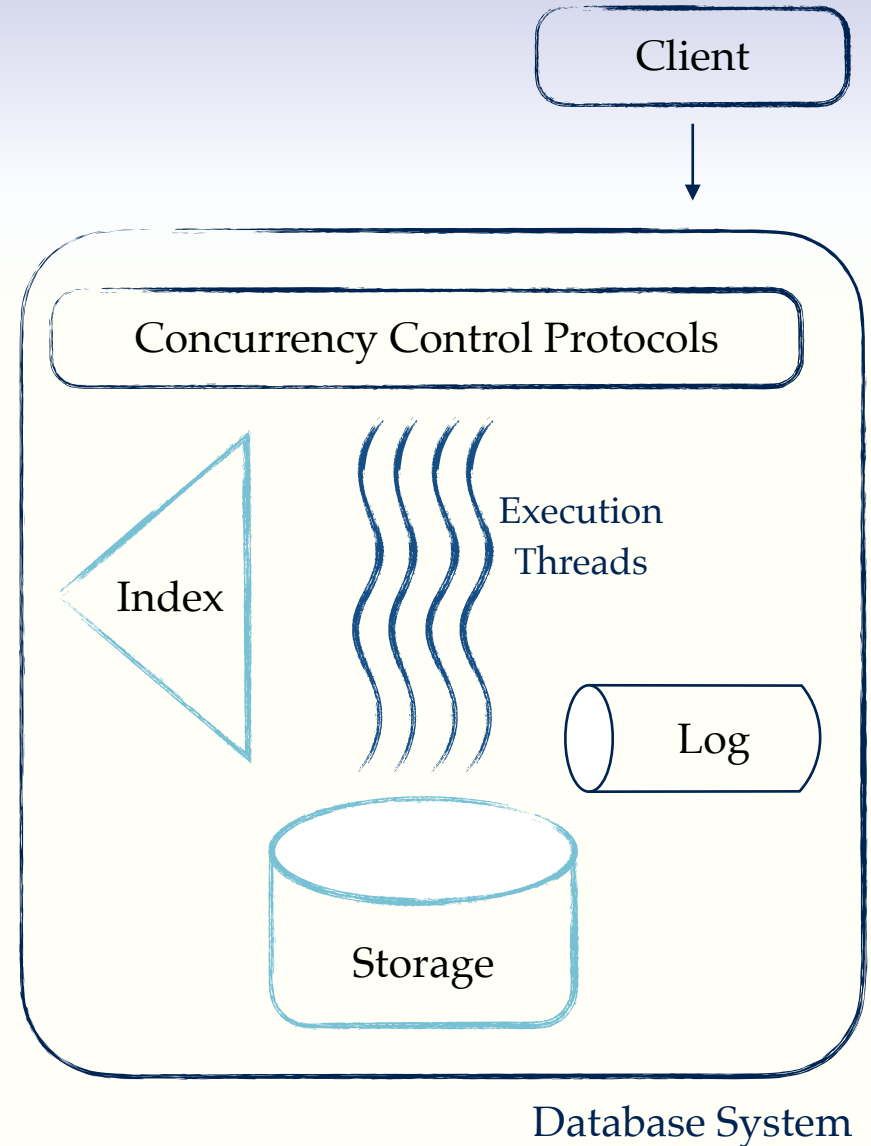 Client
Concurrency Control Protocols
Execution
Threads
Index
Log
Storage
Database System